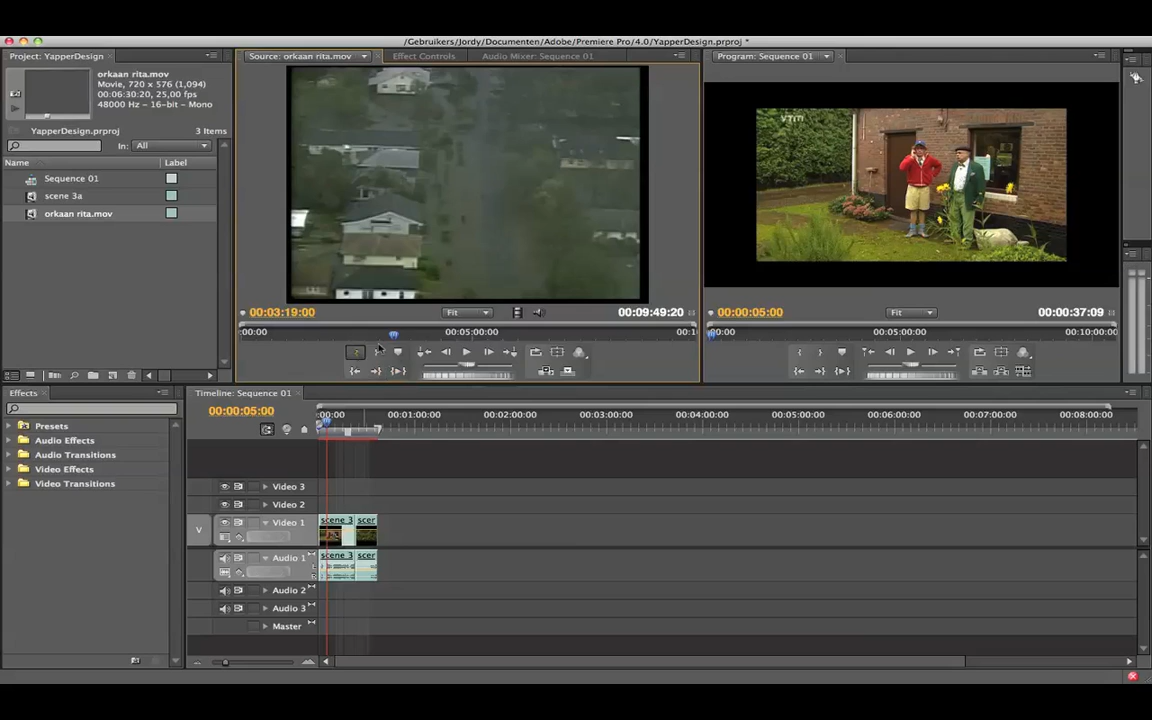 /Gebruikers/Jordy/Documenten/Adobe/Premiere Pro/4.0/YapperDesign.prproj *
Project: YapperDesign
orkaan rita.mov
Movie, 720 x 576 (1,094)
00:06:30:20, 25,00 fps
48000 Hz - 16-bit - Mono
YapperDesign.prproj
3 Items
In: All
Name
Label
Sequence 01
scene 3a
orkaan rita.mov
Source: orkaan rita.mov
Effect Controls
Audio Mixer: Sequence 01
00:03:19:00
Fit
00:09:49:20
:00:00
00:05:00:00
00:1
Program: Sequence 01
vtm
00:00:05:00
Fit
00:00:37:09
00:00
00:05:00:00
00:10:00:00
Effects
Presets
Audio Effects
Audio Transitions
Video Effects
Video Transitions
Timeline: Sequence 01
00:00:05:00
:00:00
00:01:00:00
00:02:00:00
00:03:00:00
00:04:00:00
00:05:00:00
00:06:00:00
00:07:00:00
00:08:00:00
Video 3
Video 2
V
Video 1
scene 3
scer
Audio 1
scene 3
scer
Audio 2
Audio 3
Master